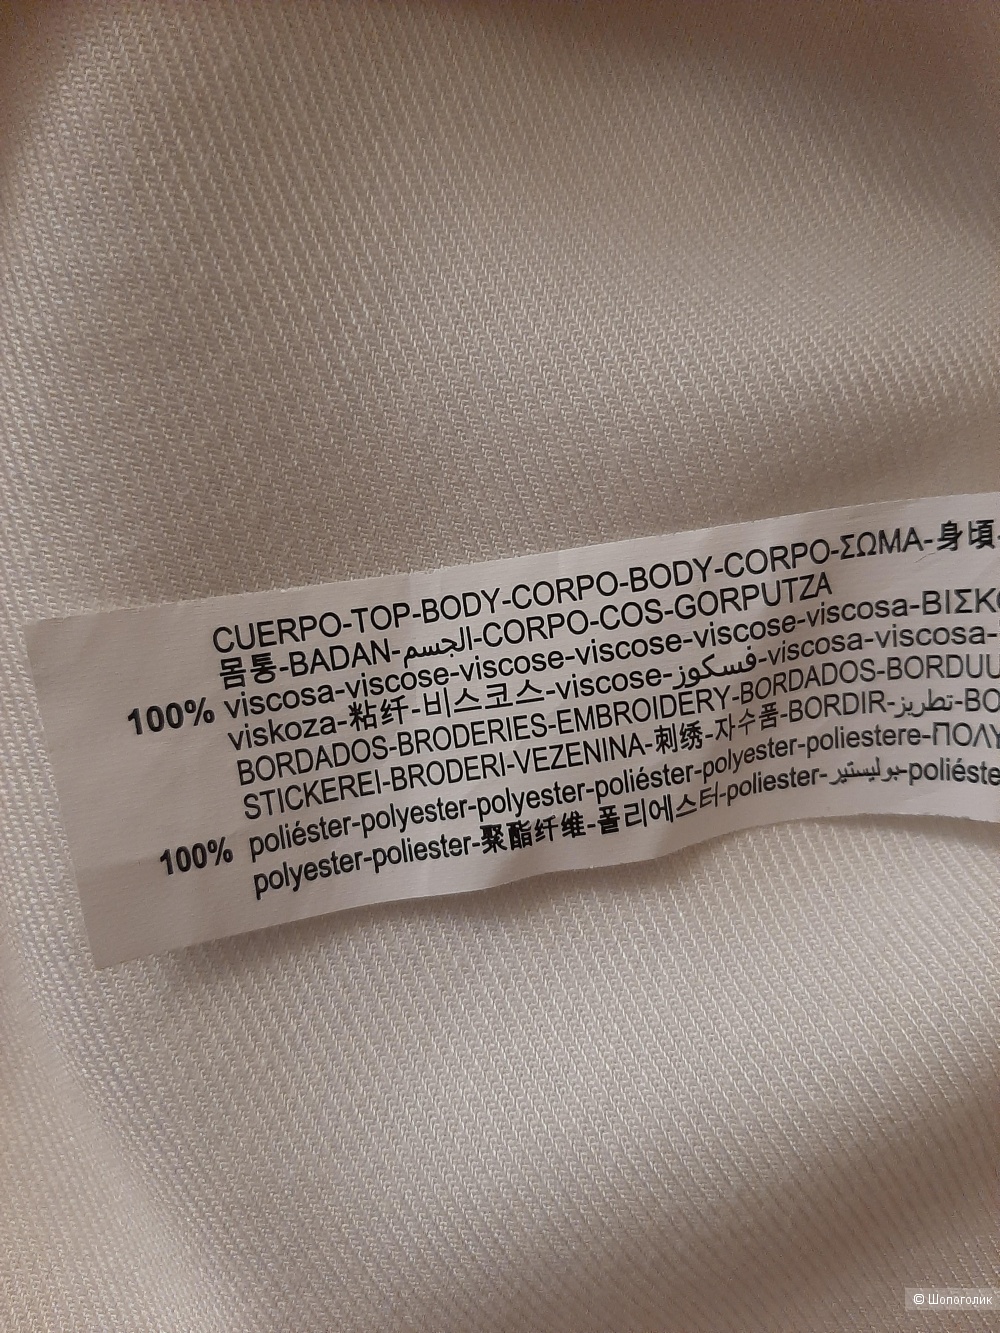 CUERPO-TOP-BODY-CORPO-BODY-CORPO-ΣΩΜΑ-身頃-
몸통-BADAN-الجسم-CORPO-COS-GORPUTZA
100% viscosa-viscose-viscose-viscose-viscose-viscosa-ΒΙΣΚΟ
viskoza-粘纤-비스코스-viscose-فسكوز-viscosa-viscosa-
BORDADOS-BRODERIES-EMBROIDERY-BORDADOS-BORDUU
STICKEREI-BRODERI-VEZENINA-刺绣-자수품-BORDIR-تطريز-BO
100% poliéster-polyester-polyester-poliéster-polyester-poliestere-ΠΟΛΥ
polyester-poliester-聚酯纤维-폴리에스터-poliester-بوليستير-poliéste
© Шопоголик